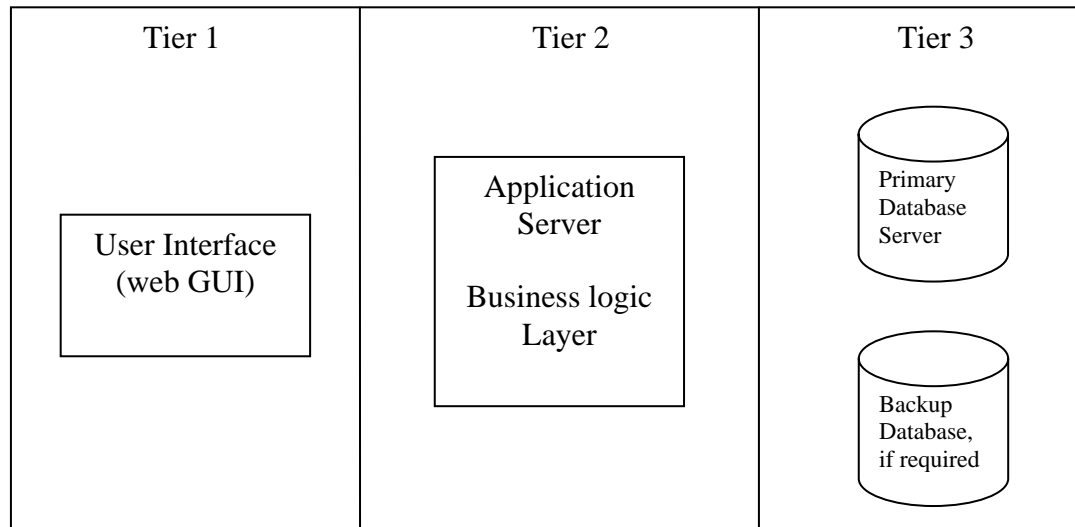 Tier 1
User Interface
(web GUI)
Tier 2
Application
Server
Business logic
Layer
Tier 3
Primary
Database
Server
Backup
Database,
if required